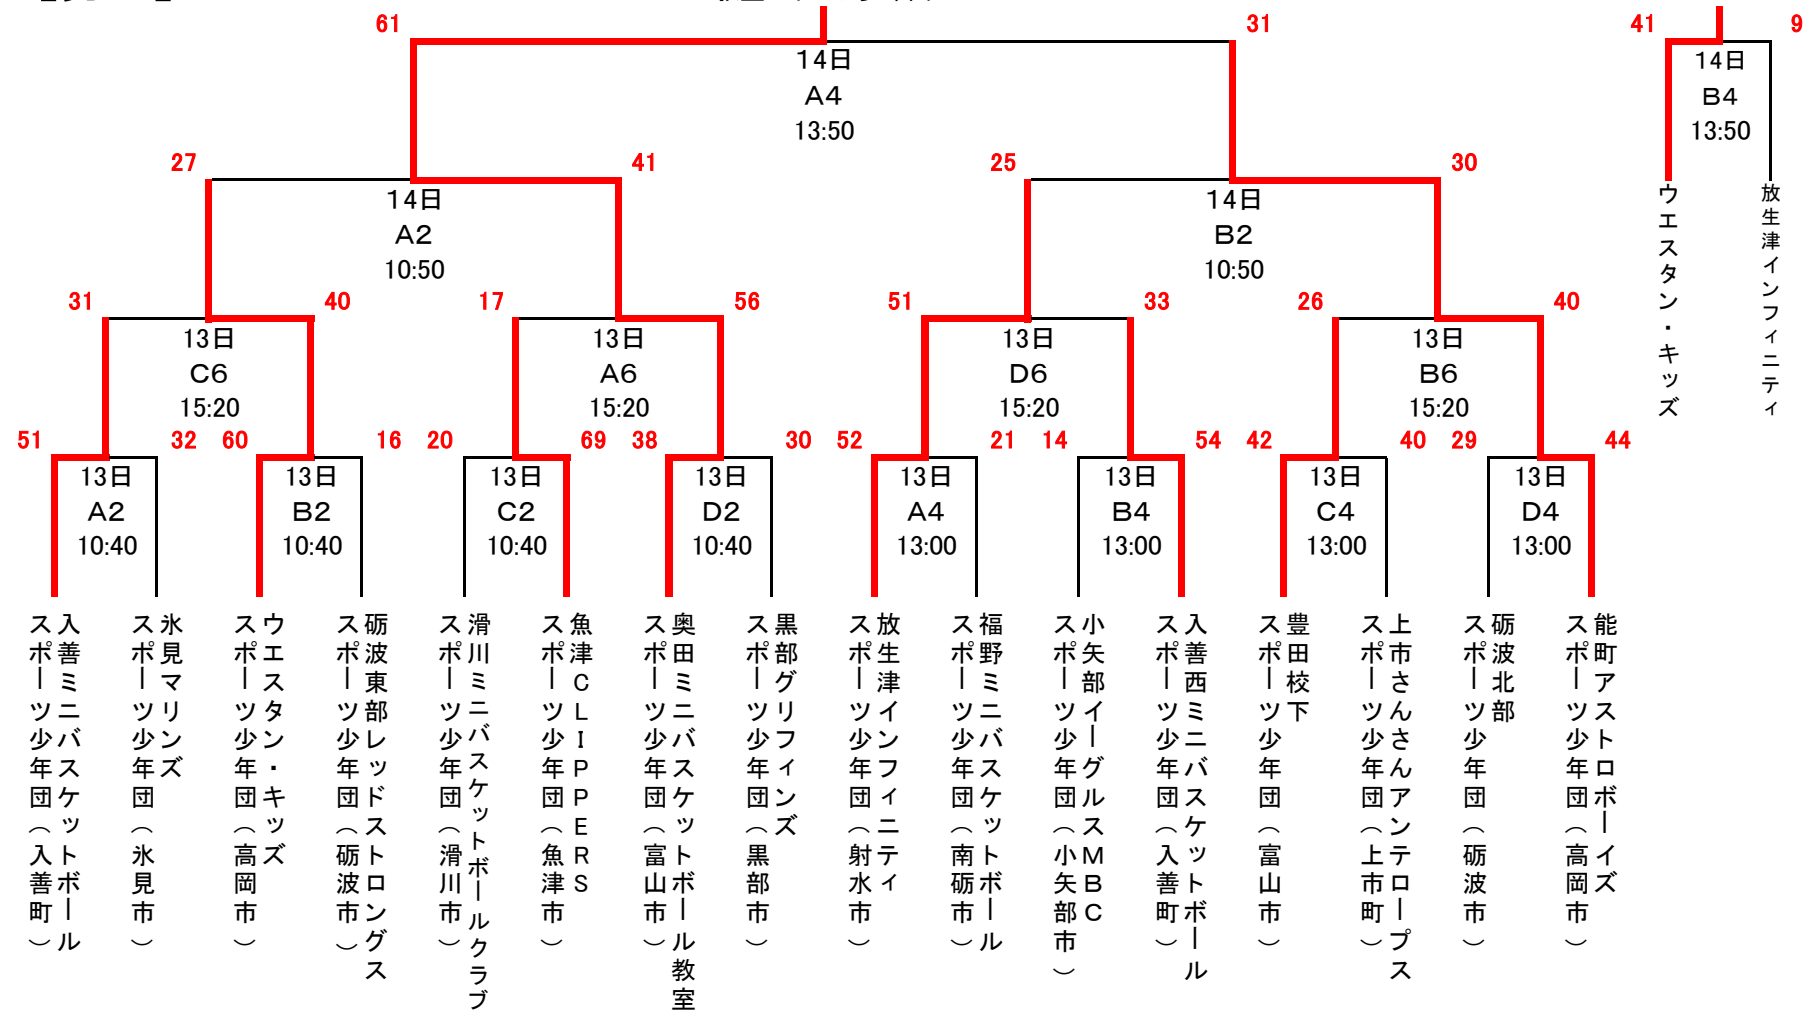 61
31
41
9
14日
A4
13:50
14日
B4
13:50
27
41
25
30
14日
A2
10:50
14日
B2
10:50
ウエスタン・キッズ
放生津インフィニティ
31
40
17
56
51
33
26
40
13日
C6
15:20
13日
A6
15:20
13日
D6
15:20
13日
B6
15:20
51
32
60
16
20
69
38
30
52
21
14
54
42
40
29
44
13日
A2
10:40
13日
B2
10:40
13日
C2
10:40
13日
D2
10:40
13日
A4
13:00
13日
B4
13:00
13日
C4
13:00
13日
D4
13:00
入善ミニバスケットボール
スポーツ少年団(入善町)
氷見マリンズ
スポーツ少年団(氷見市)
ウエスタン・キッズ
スポーツ少年団(高岡市)
砺波東部レッドストロングス
スポーツ少年団(砺波市)
滑川ミニバスケットボールクラブ
スポーツ少年団(滑川市)
魚津CLIPPERS
スポーツ少年団(魚津市)
奥田ミニバスケットボール教室
スポーツ少年団(富山市)
黒部グリフィンズ
スポーツ少年団(黒部市)
放生津インフィニティ
スポーツ少年団(射水市)
福野ミニバスケットボール
スポーツ少年団(南砺市)
小矢部イーグルスMBC
スポーツ少年団(小矢部市)
入善西ミニバスケットボール
スポーツ少年団(入善町)
豊田校下
スポーツ少年団(富山市)
上市さんさんアンテロープス
スポーツ少年団(上市町)
砺波北部
スポーツ少年団(砺波市)
能町アストロボーイズ
スポーツ少年団(高岡市)